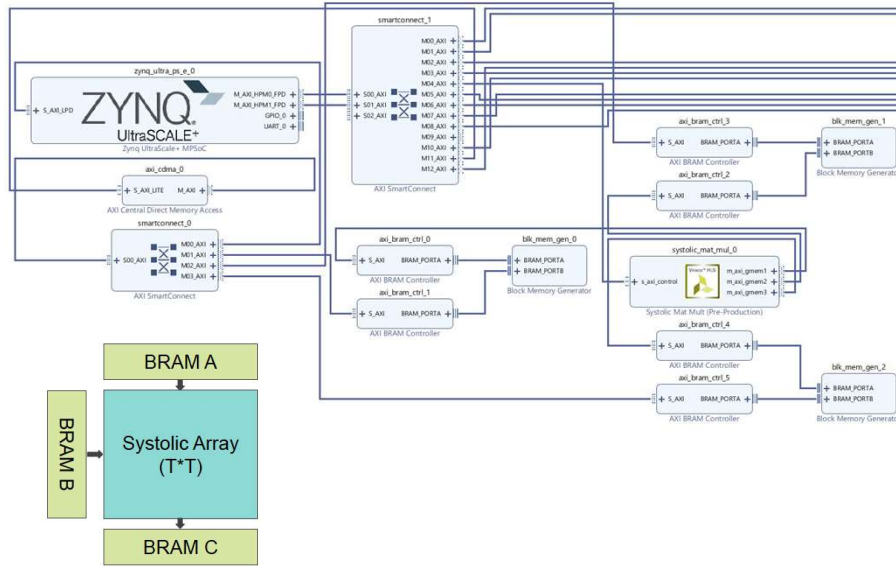 smartconnect_1
M00_AXI
M01_AXI
M02_AXI
M03_AXI
M04_AXI
M05_AXI
M06_AXI
M07_AXI
M08_AXI
M09_AXI
M10_AXI
M11_AXI
M12_AXI
S00_AXI
S01_AXI
S02_AXI
AXI SmartConnect
zynq_ultra_ps_e_0
S_AXI_LPD
ZYNQ
UltraSCALE+
M_AXI_HPM0_FPD
M_AXI_HPM1_FPD
GPIO_0
UART_0
Zynq UltraScale+ MPSoC
axi_cdma_0
S_AXI_LITE M_AXI
AXI Central Direct Memory Access
smartconnect_0
S00_AXI
M00_AXI
M01_AXI
M02_AXI
M03_AXI
AXI SmartConnect
axi_bram_ctrl_3
S_AXI BRAM_PORTA
AXI BRAM Controller
blk_mem_gen_1
BRAM_PORTA
BRAM_PORTB
Block Memory Generato
axi_bram_ctrl_2
S_AXI BRAM_PORTA
AXI BRAM Controller
axi_bram_ctrl_0
S_AXI BRAM_PORTA
AXI BRAM Controller
blk_mem_gen_0
BRAM_PORTA
BRAM_PORTB
Block Memory Generator
axi_bram_ctrl_1
S_AXI BRAM_PORTA
AXI BRAM Controller
systolic_mat_mul_0
s_axi_control
m_axi_gmem1
m_axi_gmem2
m_axi_gmem3
Systolic Mat Mult (Pre-Production)
axi_bram_ctrl_4
S_AXI BRAM_PORTA
AXI BRAM Controller
axi_bram_ctrl_5
S_AXI BRAM_PORTA
AXI BRAM Controller
blk_mem_gen_2
BRAM_PORTA
BRAM_PORTB
Block Memory Generato
BRAM A
BRAM B
Systolic Array
(T*T)
BRAM C